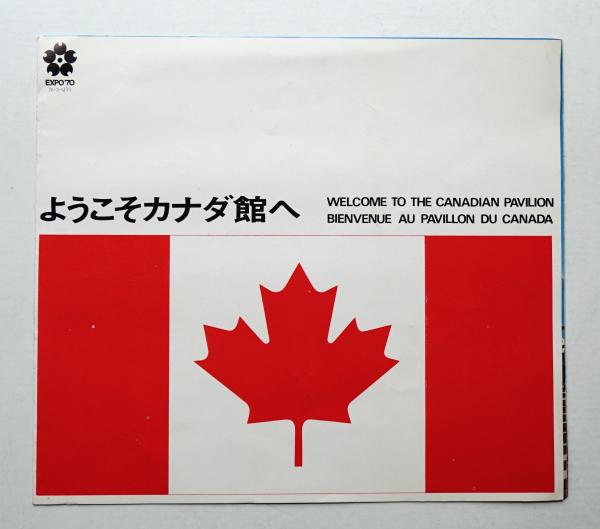 EXPO'70
ようこそカナダ館へ
WELCOME TO THE CANADIAN PAVILION
BIENVENUE AU PAVILLON DU CANADA